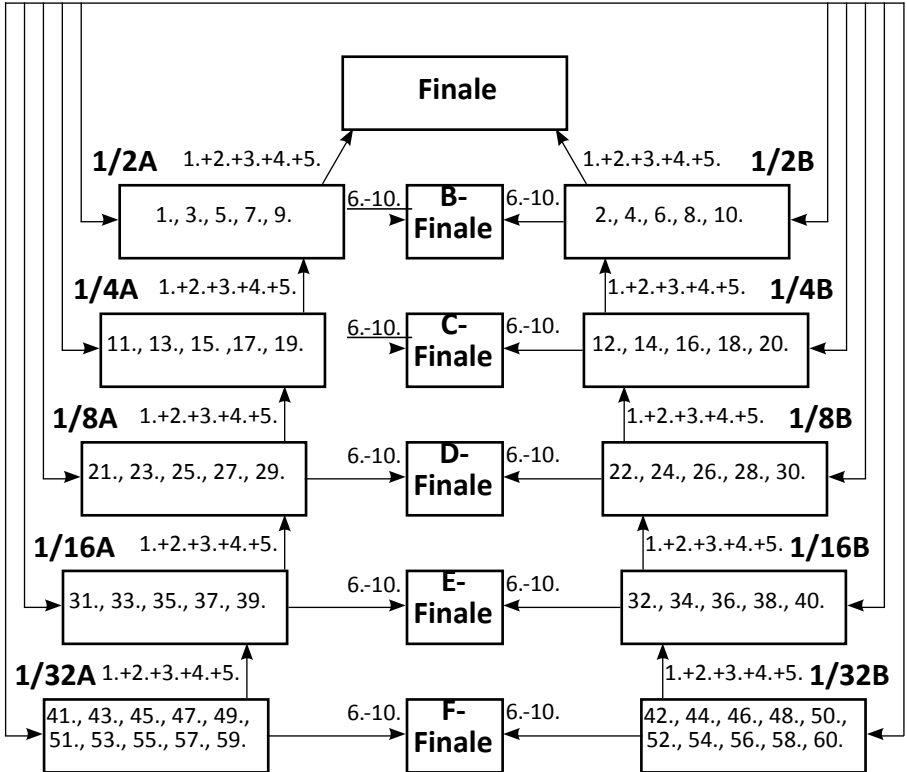 Finale
1/2A 1.+2.+3.+4.+5. 1.+2.+3.+4.+5. 1/2B
1., 3., 5., 7., 9. 6.-10. B- 6.-10. 2., 4., 6., 8., 10.
Finale
1/4A 1.+2.+3.+4.+5. 1.+2.+3.+4.+5. 1/4B
11., 13., 15. ,17., 19. 6.-10. C- 6.-10. 12., 14., 16., 18., 20.
Finale
1/8A 1.+2.+3.+4.+5. 1.+2.+3.+4.+5. 1/8B
21., 23., 25., 27., 29. 6.-10. D- 6.-10. 22., 24., 26., 28., 30.
Finale
1/16A 1.+2.+3.+4.+5. 1.+2.+3.+4.+5. 1/16B
31., 33., 35., 37., 39. 6.-10. E- 6.-10. 32., 34., 36., 38., 40.
Finale
1/32A 1.+2.+3.+4.+5. 1.+2.+3.+4.+5. 1/32B
41., 43., 45., 47., 49., 6.-10. F- 6.-10. 42., 44., 46., 48., 50.,
51., 53., 55., 57., 59. Finale 52., 54., 56., 58., 60.